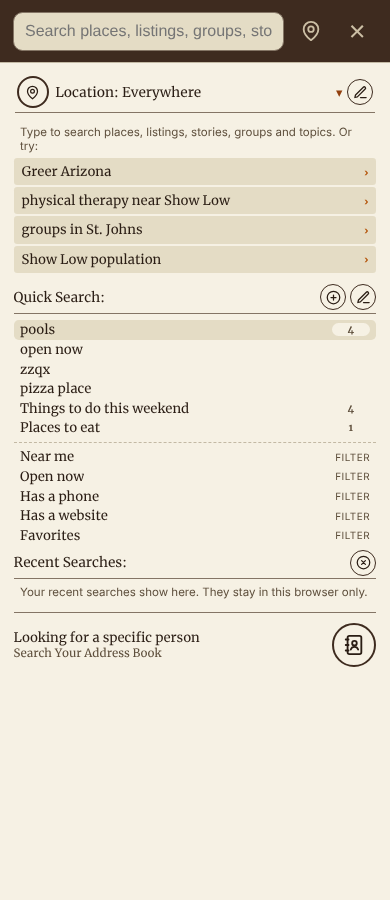 Search places, listings, groups, sto
Location: Everywhere
Type to search places, listings, stories, groups and topics. Or
try:
Greer Arizona
physical therapy near Show Low
groups in St. Johns
Show Low population
Quick Search:
pools 4
open now
zzqx
pizza place
Things to do this weekend 4
Places to eat 1
Near me FILTER
Open now FILTER
Has a phone FILTER
Has a website FILTER
Favorites FILTER
Recent Searches:
Your recent searches show here. They stay in this browser only.
Looking for a specific person
Search Your Address Book